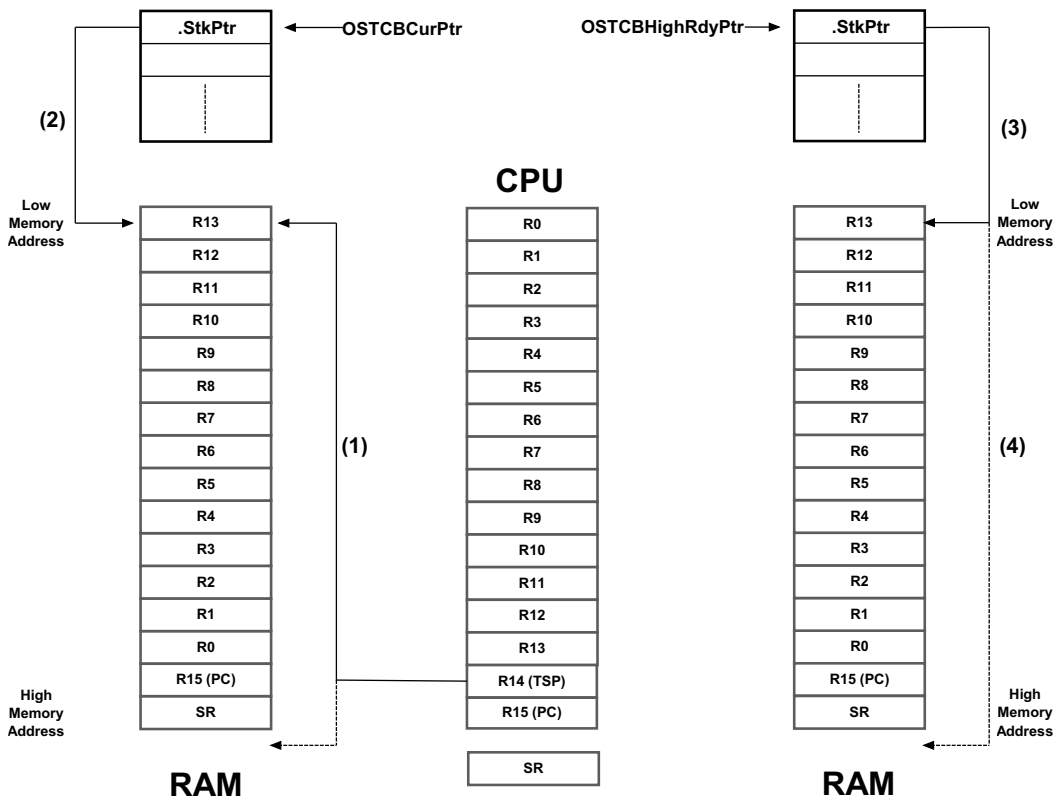 .StkPtr
OSTCBCurPtr
OSTCBHighRdyPtr
.StkPtr
(2)
(3)
CPU
Low
Memory
Address
R13
R12
R11
R10
R9
R8
R7
R6
R5
R4
R3
R2
R1
R0
R15 (PC)
SR
High
Memory
Address
RAM
(1)
R0
R1
R2
R3
R4
R5
R6
R7
R8
R9
R10
R11
R12
R13
R14 (TSP)
R15 (PC)
SR
R13
R12
R11
R10
R9
R8
R7
R6
R5
R4
R3
R2
R1
R0
R15 (PC)
SR
RAM
(4)
Low
Memory
Address
High
Memory
Address